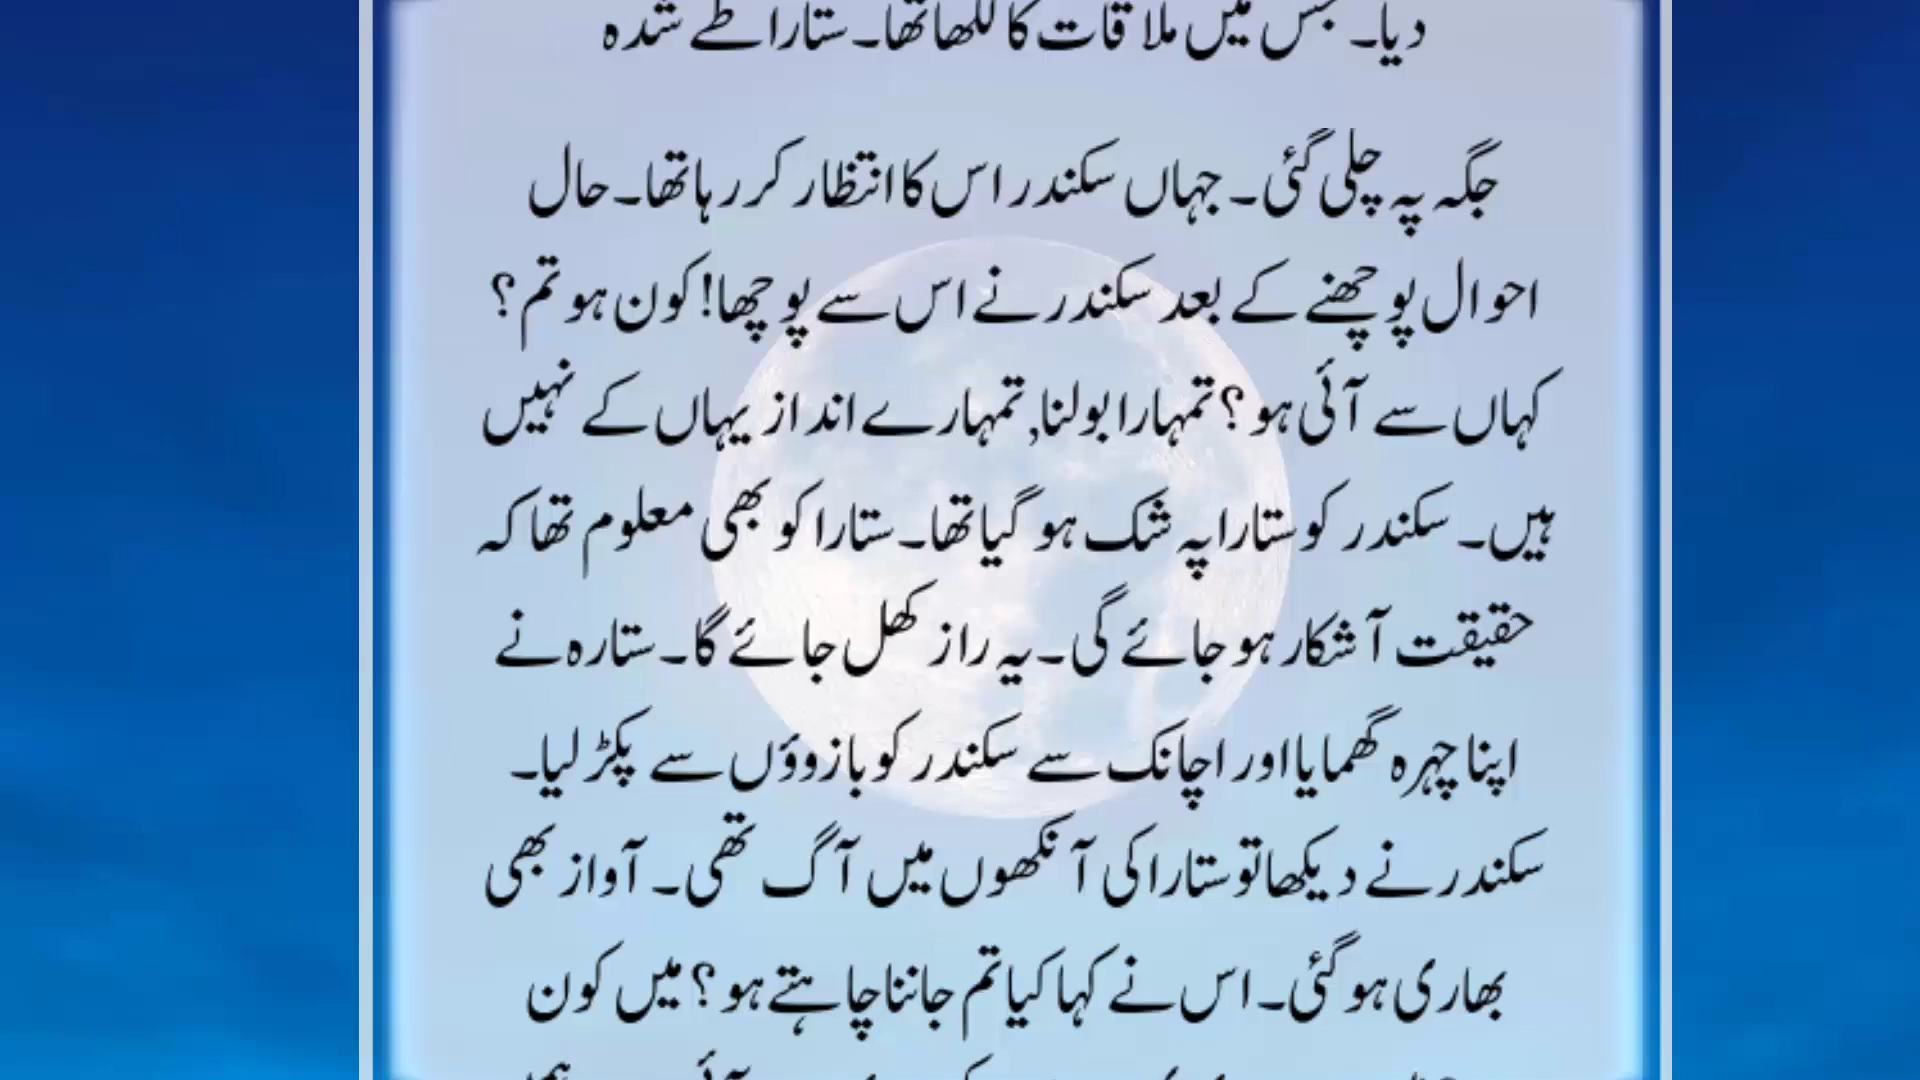 دیا۔ جس میں ملاقات کا لکھا تھا۔ ستارا طے شدہ
جگہ پہ چلی گئی۔ جہاں سکندر اس کا انتظار کر رہا تھا۔ حال
احوال پوچھنے کے بعد سکندر نے اس سے پوچھا! کون ہو تم؟
کہاں سے آئی ہو؟ تمہارا بولنا, تمہارے انداز یہاں کے نہیں
ہیں۔ سکندر کو ستارا پہ شک ہو گیا تھا۔ ستارا کو بھی معلوم تھا کہ
حقیقت آشکار ہو جائے گی۔ یہ راز کھل جائے گا۔ ستارہ نے
اپنا چہرہ گھمایا اور اچانک سے سکندر کو بازوؤں سے پکڑ لیا۔
سکندر نے دیکھا تو ستارا کی آنکھوں میں آگ تھی۔ آواز بھی
بھاری ہو گئی۔ اس نے کہا کیا تم جاننا چاہتے ہو؟ میں کون